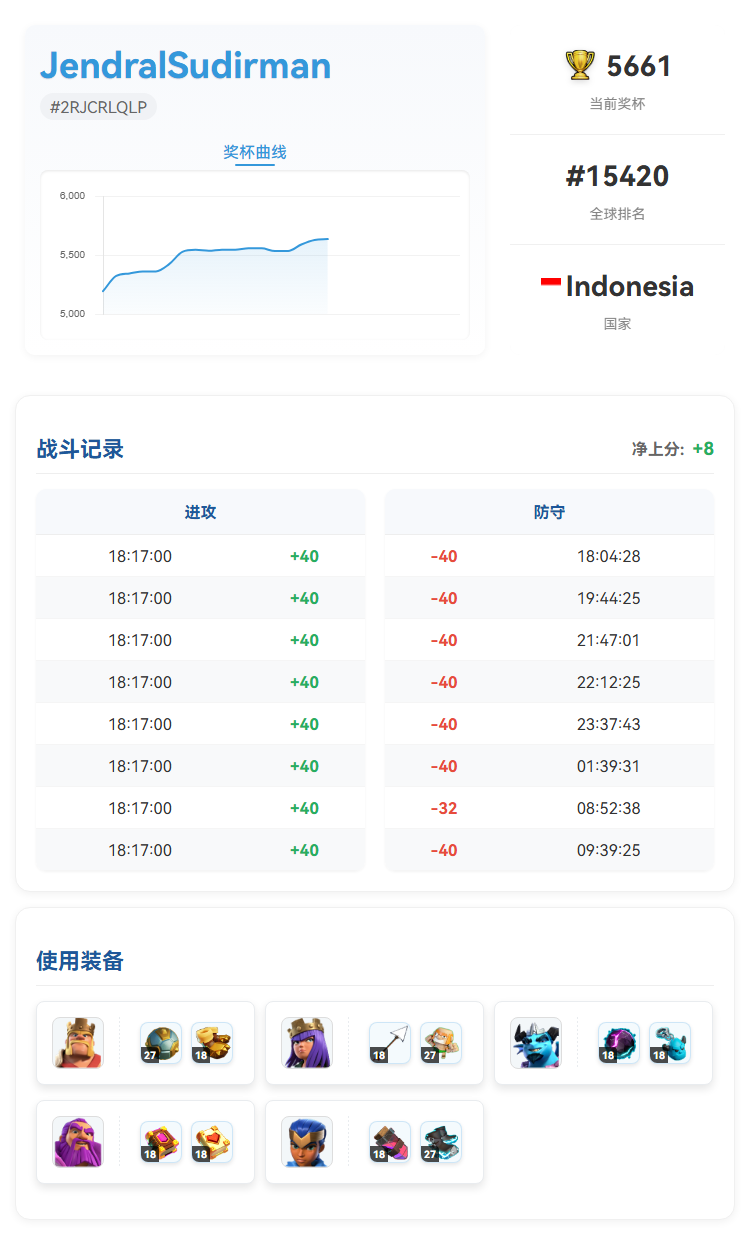 JendralSudirman
#2RJCRLQLP
奖杯曲线
6,000
5,500
5,000
5661
当前奖杯
#15420
全球排名
Indonesia
国家
战斗记录 净上分: +8
进攻 防守
18:17:00 +40 -40 18:04:28
18:17:00 +40 -40 19:44:25
18:17:00 +40 -40 21:47:01
18:17:00 +40 -40 22:12:25
18:17:00 +40 -40 23:37:43
18:17:00 +40 -40 01:39:31
18:17:00 +40 -32 08:52:38
18:17:00 +40 -40 09:39:25
使用装备
27 18 18 27 18 18
18 18 18 27